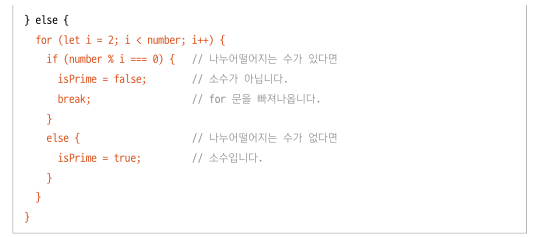 } else {
for (let i = 2; i < number; i++) {
if (number % i === 0) { // 나누어떨어지는 수가 있다면
isPrime = false; // 소수가 아닙니다.
break; // for 문을 빠져나옵니다.
}
else { // 나누어떨어지는 수가 없다면
isPrime = true; // 소수입니다.
}
}
}